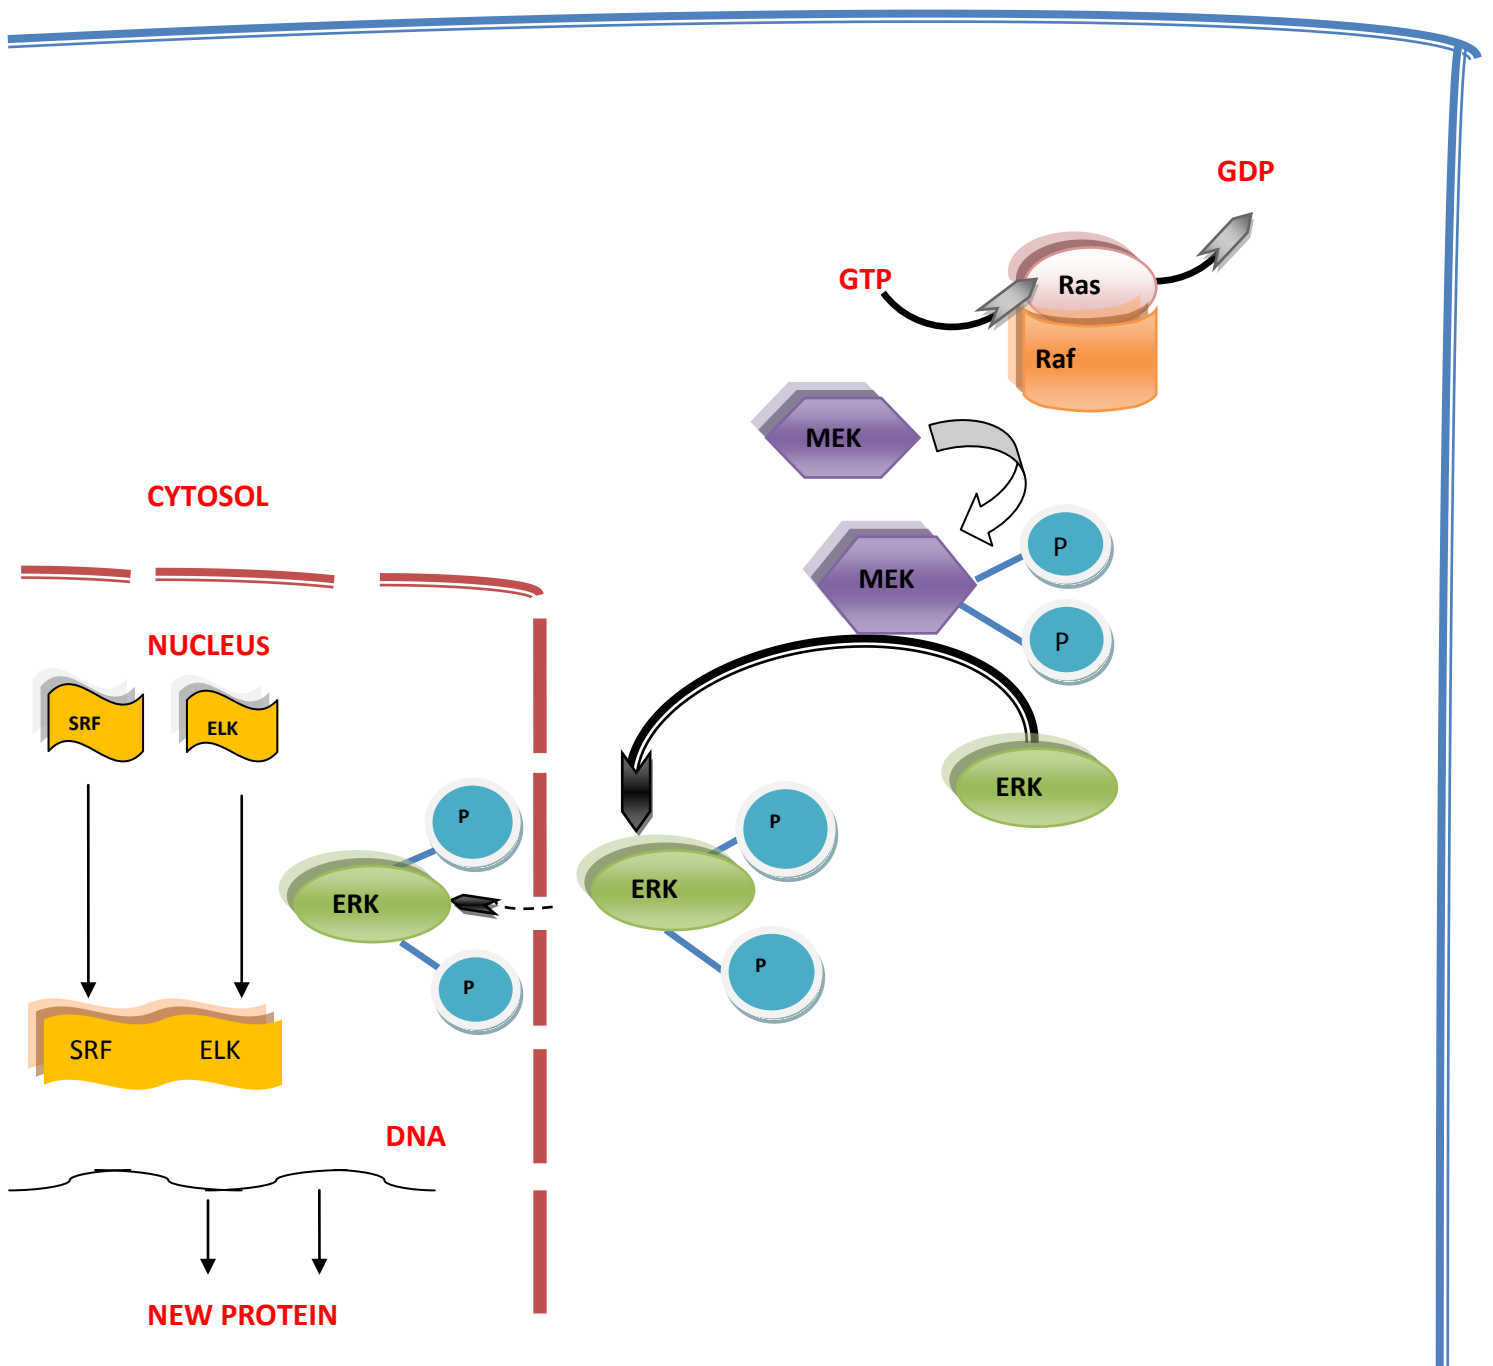 GDP
GTP
Ras
Raf
MEK
CYTOSOL
P
MEK
P
NUCLEUS
SRF
ELK
ERK
P
P
ERK
ERK
P
P
SRF
ELK
DNA
NEW PROTEIN